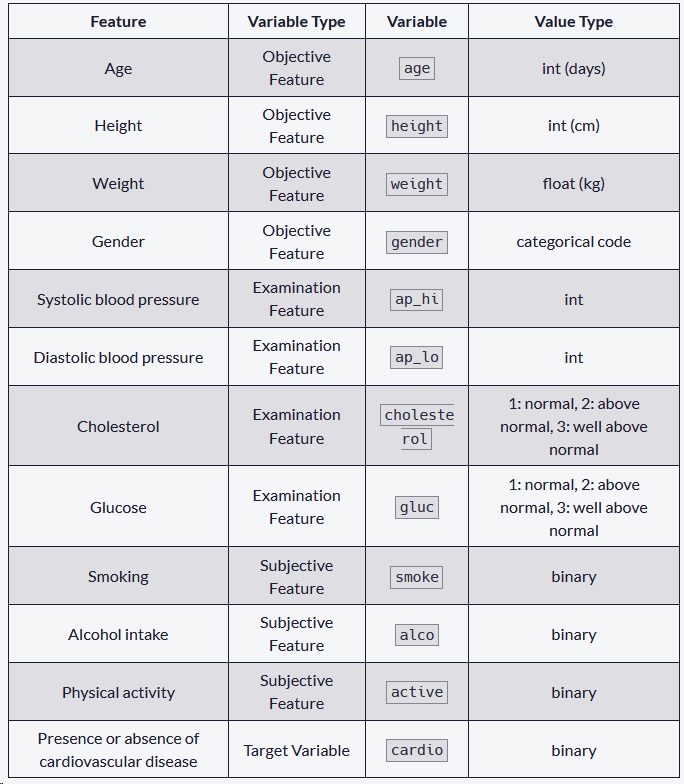 Feature Variable Type Variable Value Type
Age Objective Feature age int (days)
Height Objective Feature height int (cm)
Weight Objective Feature weight float (kg)
Gender Objective Feature gender categorical code
Systolic blood pressure Examination Feature ap_hi int
Diastolic blood pressure Examination Feature ap_lo int
Cholesterol Examination Feature cholesterol 1: normal, 2: above normal, 3: well above normal
Glucose Examination Feature gluc 1: normal, 2: above normal, 3: well above normal
Smoking Subjective Feature smoke binary
Alcohol intake Subjective Feature alco binary
Physical activity Subjective Feature active binary
Presence or absence of cardiovascular disease Target Variable cardio binary